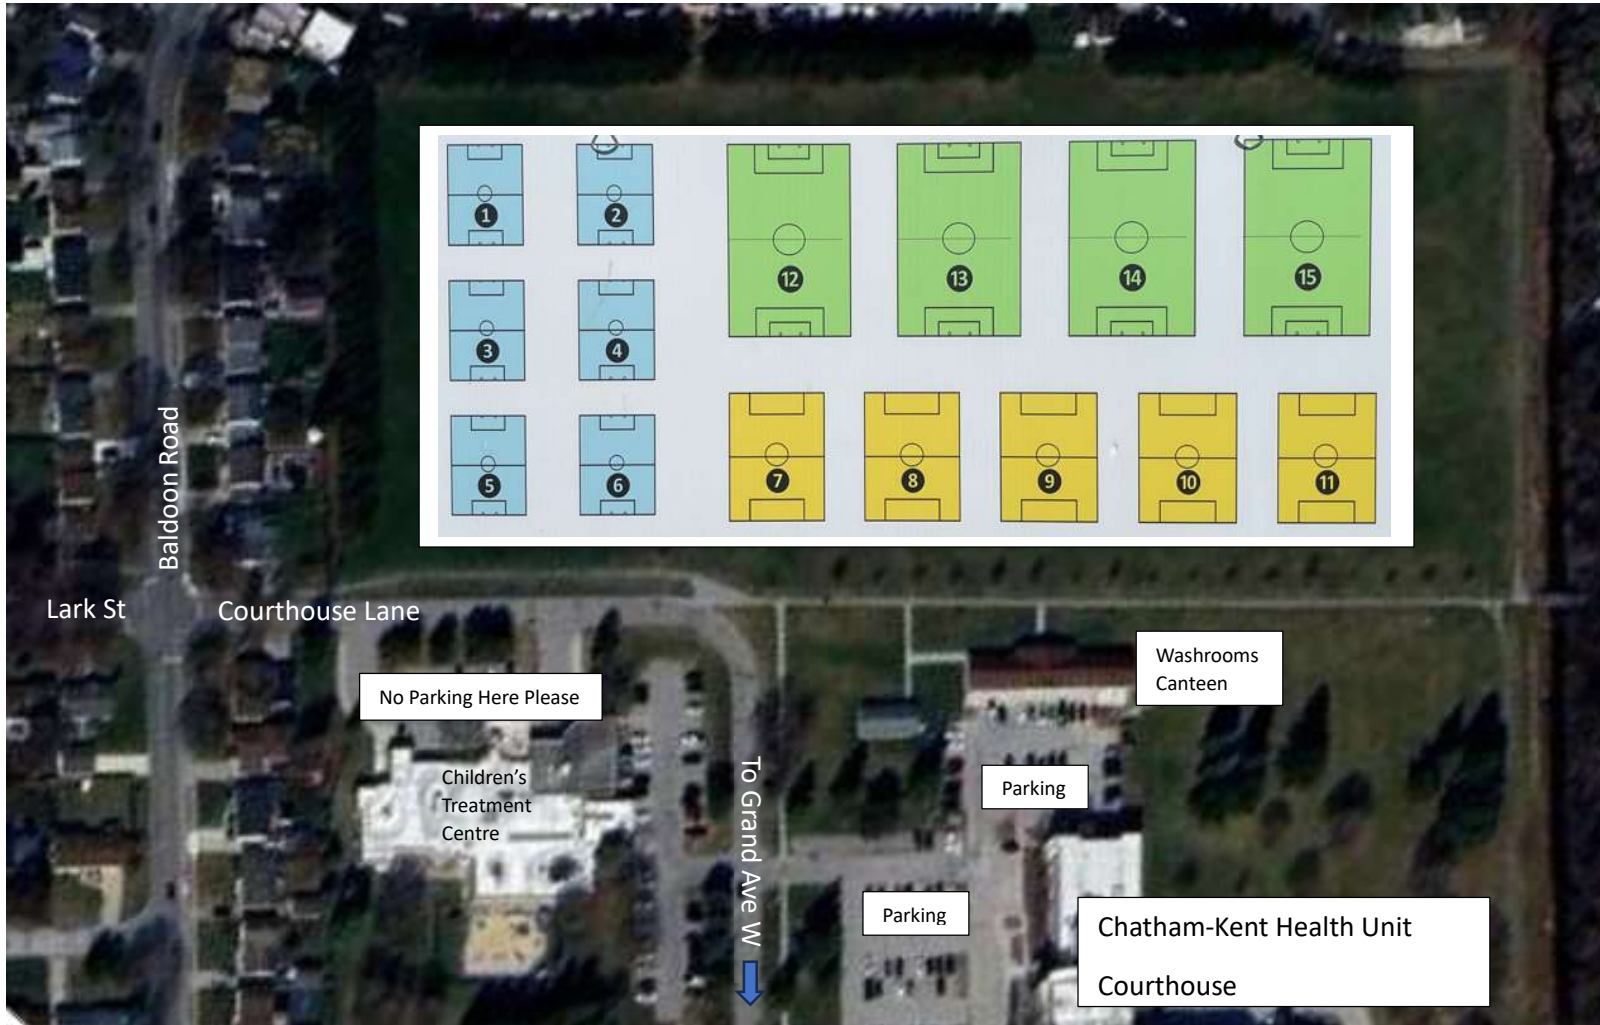 1
2
12
13
14
15
3
4
5
6
7
8
9
10
11
Baldoon Road
Lark St
Courthouse Lane
No Parking Here Please
Washrooms
Canteen
Children's
Treatment
Centre
To Grand Ave W
Parking
Parking
Chatham-Kent Health Unit
Courthouse